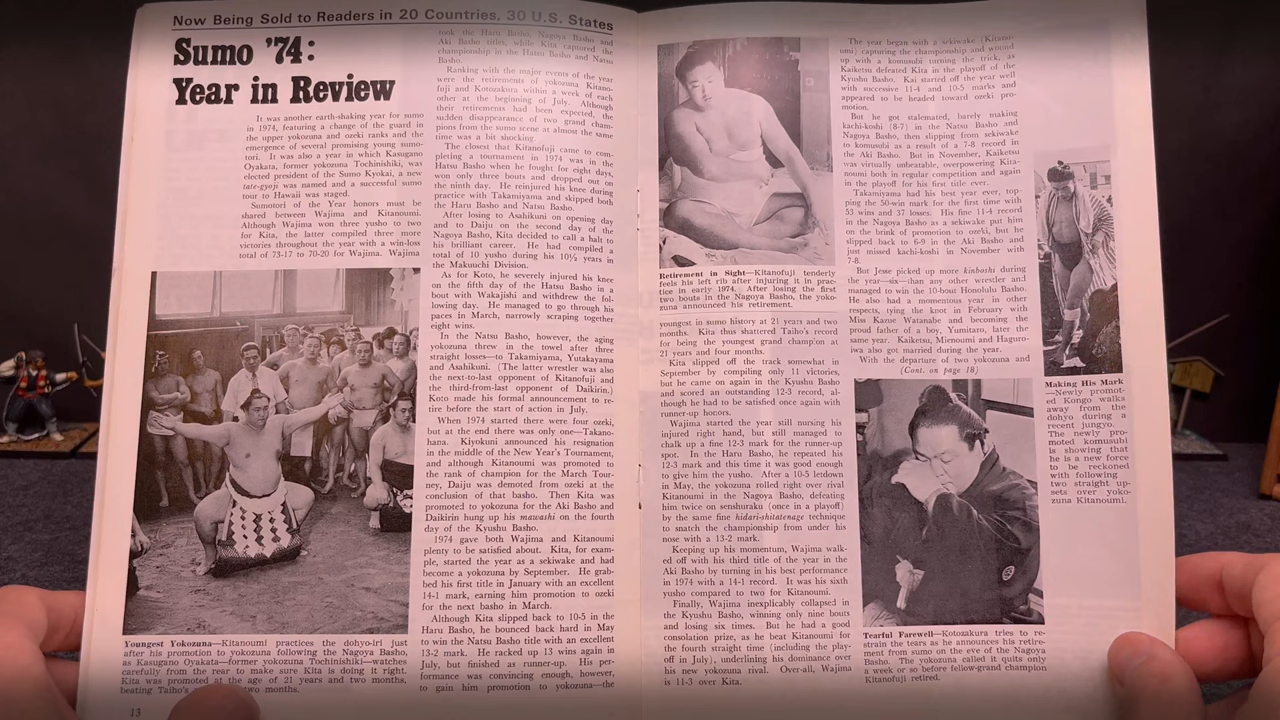 Now Being Sold to Readers in 20 Countries, 30 U.S. States
Sumo '74:
Year in Review
It was another earth-shaking year for sumo
in 1974, featuring a change of the guard in
the upper yokozuna and ozeki ranks and the
emergence of several promising young sumo-
tori. It was also a year in which Kasugano
Oyakata, former yokozuna Tochinishiki, was
elected president of the Sumo Kyokai, a new
tate-gyoji was named and a successful sumo
tour to Hawaii was staged.
Sumotori of the Year honors must be
shared between Wajima and Kitanoumi.
Although Wajima won three yusho to two
for Kita, the latter compiled three more
victories throughout the year with a win-loss
total of 73-17 to 70-20 for Wajima. Wajima
took the Haru Basho, Nagoya Basho and
Aki Basho titles, while Kita captured the
championship in the Hatsu Basho and Natsu
Basho.
Ranking with the major events of the year
were the retirements of yokozuna Kitano-
fuji and Kotozakura within a week of each
other at the beginning of July. Although
their retirements had been expected, the
sudden disappearance of two grand cham-
pions from the sumo scene at almost the same
time was a bit shocking.
The closest that Kitanofuji came to com-
pleting a tournament in 1974 was in the
Hatsu Basho when he fought for eight days,
won only three bouts and dropped out on
the ninth day. He reinjured his knee during
practice with Takamiyama and skipped both
the Haru Basho and Natsu Basho.
After losing to Asahikuni on opening day
and to Daiju on the second day of the
Nagoya Basho, Kita decided to call a halt to
his brilliant career. He had compiled a
total of 10 yusho during his 10½ years in
the Makuuchi Division.
As for Koto, he severely injured his knee
on the fifth day of the Hatsu Basho in a
bout with Wakajishi and withdrew the fol-
lowing day. He managed to go through his
paces in March, narrowly scraping together
eight wins.
In the Natsu Basho, however, the aging
yokozuna threw in the towel after three
straight losses—to Takamiyama, Yutakayama
and Asahikuni. (The latter wrestler was also
the next-to-last opponent of Kitanofuji and
the third-from-last opponent of Daikirin.)
Koto made his formal announcement to re-
tire before the start of action in July.
When 1974 started there were four ozeki,
but at the end there was only one—Takano-
hana. Kiyokuni announced his resignation
in the middle of the New Year's Tournament,
and although Kitanoumi was promoted to
the rank of champion for the March Tour-
ney, Daiju was demoted from ozeki at the
conclusion of that basho. Then Kita was
promoted to yokozuna for the Aki Basho and
Daikirin hung up his mawashi on the fourth
day of the Kyushu Basho.
1974 gave both Wajima and Kitanoumi
plenty to be satisfied about. Kita, for exam-
ple, started the year as a sekiwake and had
become a yokozuna by September. He grab-
bed his first title in January with an excellent
14-1 mark, earning him promotion to ozeki
for the next basho in March.
Although Kita slipped back to 10-5 in the
Haru Basho, he bounced back hard in May
to win the Natsu Basho title with an excellent
13-2 mark. He racked up 13 wins again in
July, but finished as runner-up. His per-
formance was convincing enough, however,
to gain him promotion to yokozuna—the
Youngest Yokozuna—Kitanoumi practices the dohyo-iri just
after his promotion to yokozuna following the Nagoya Basho,
as Kasugano Oyakata—former yokozuna Tochinishiki—watches
carefully from the rear to make sure Kita is doing it right.
Kita was promoted at the age of 21 years and two months,
beating Taiho's two months.
13
Retirement in Sight—Kitanofuji tenderly
feels his left rib after injuring it in prac-
tice in early 1974. After losing the first
two bouts in the Nagoya Basho, the yoko-
zuna announced his retirement.
youngest in sumo history at 21 years and two
months. Kita thus shattered Taiho's record
for being the youngest grand champion at
21 years and four months.
Kita slipped off the track somewhat in
September by compiling only 11 victories,
but he came on again in the Kyushu Basho
and scored an outstanding 12-3 record, al-
though he had to be satisfied once again with
runner-up honors.
Wajima started the year still nursing his
injured right hand, but still managed to
chalk up a fine 12-3 mark for the runner-up
spot. In the Haru Basho, he repeated his
12-3 mark and this time it was good enough
to give him the yusho. After a 10-5 letdown
in May, the yokozuna rolled right over rival
Kitanoumi in the Nagoya Basho, defeating
him twice on senshuraku (once in a playoff)
by the same fine hidari-shitatenage technique
to snatch the championship from under his
nose with a 13-2 mark.
Keeping up his momentum, Wajima walk-
ed off with his third title of the year in the
Aki Basho by turning in his best performance
in 1974 with a 14-1 record. It was his sixth
yusho compared to two for Kitanoumi.
Finally, Wajima inexplicably collapsed in
the Kyushu Basho, winning only nine bouts
and losing six times. But he had a good
consolation prize, as he beat Kitanoumi for
the fourth straight time (including the play-
off in July), underlining his dominance over
his new yokozuna rival. Over-all, Wajima
is 11-3 over Kita.
The year began with a sekiwake (Kitano-
umi) capturing the championship and wound
up with a komusubi turning the trick, as
Kaiketsu defeated Kita in the playoff of the
Kyushu Basho. Kai started off the year well
with successive 11-4 and 10-5 marks and
appeared to be headed toward ozeki pro-
motion.
But he got stalemated, barely making
kachi-koshi (8-7) in the Natsu Basho and
Nagoya Basho, then slipping from sekiwake
to komusubi as a result of a 7-8 record in
the Aki Basho. But in November, Kaiketsu
was virtually unbeatable, overpowering Kita-
noumi both in regular competition and again
in the playoff for his first title ever.
Takamiyama had his best year ever, top-
ping the 50-win mark for the first time with
53 wins and 37 losses. His fine 11-4 record
in the Nagoya Basho as a sekiwake put him
on the brink of promotion to ozeki, but he
slipped back to 6-9 in the Aki Basho and
just missed kachi-koshi in November with
7-8.
But Jesse picked up more kinboshi during
the year—six—than any other wrestler and
managed to win the 10-bout Honolulu Basho.
He also had a momentous year in other
respects, tying the knot in February with
Miss Kazue Watanabe and becoming the
proud father of a boy, Yumitaro, later the
same year. Kaiketsu, Mienoumi and Haguro-
iwa also got married during the year.
With the departure of two yokozuna and
(Cont. on page 18)
Making His Mark
—Newly promot-
ed Kongo walks
away from the
dohyo during a
recent jungyo.
The newly pro-
moted komusubi
is showing that
he is a new force
to be reckoned
with following
two straight up-
sets over yoko-
zuna Kitanoumi.
Tearful Farewell—Kotozakura tries to re-
strain the tears as he announces his retire-
ment from sumo on the eve of the Nagoya
Basho. The yokozuna called it quits only
a week or so before fellow-grand champion
Kitanofuji retired.